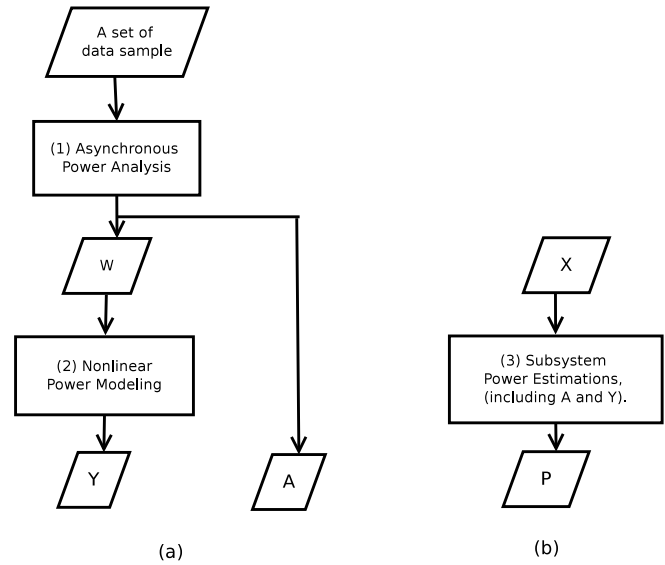 A set of
data sample
(1) Asynchronous
Power Analysis
W
(2) Nonlinear
Power Modeling
Y
A
(a)
X
(3) Subsystem
Power Estimations,
(including A and Y).
P
(b)